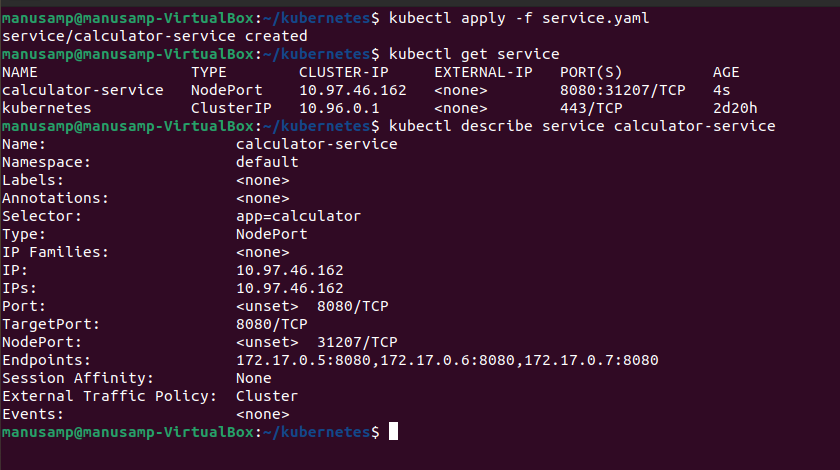 manusamp@manusamp-VirtualBox:~/kubernetes$ kubectl apply -f service.yaml
service/calculator-service created
manusamp@manusamp-VirtualBox:~/kubernetes$ kubectl get service
NAME                 TYPE        CLUSTER-IP     EXTERNAL-IP   PORT(S)          AGE
calculator-service   NodePort    10.97.46.162   <none>        8080:31207/TCP   4s
kubernetes           ClusterIP   10.96.0.1      <none>        443/TCP          2d20h
manusamp@manusamp-VirtualBox:~/kubernetes$ kubectl describe service calculator-service
Name:                     calculator-service
Namespace:                default
Labels:                   <none>
Annotations:              <none>
Selector:                 app=calculator
Type:                     NodePort
IP Families:              <none>
IP:                       10.97.46.162
IPs:                      10.97.46.162
Port:                     <unset>  8080/TCP
TargetPort:               8080/TCP
NodePort:                 <unset>  31207/TCP
Endpoints:                172.17.0.5:8080,172.17.0.6:8080,172.17.0.7:8080
Session Affinity:         None
External Traffic Policy:  Cluster
Events:                   <none>
manusamp@manusamp-VirtualBox:~/kubernetes$